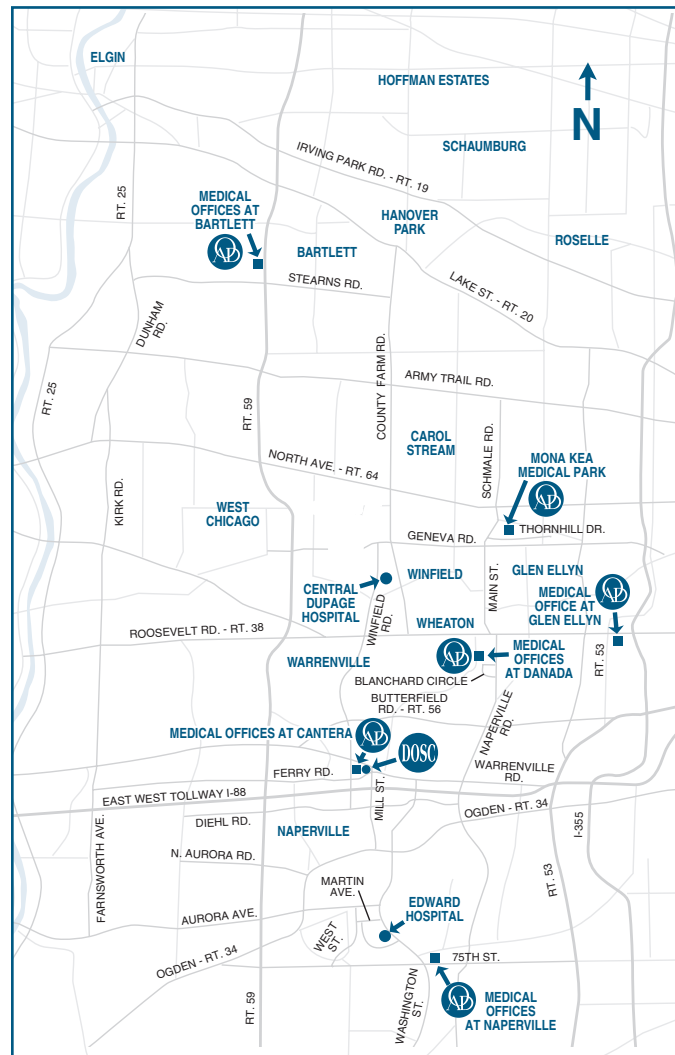 ELGIN
HOFFMAN ESTATES
N
SCHAUMBURG
IRVING PARK RD. - RT. 19
RT. 25
MEDICAL
OFFICES AT
BARTLETT
OAD
HANOVER
PARK
ROSELLE
BARTLETT
STEARNS RD.
LAKE ST. - RT. 20
DUNHAM
RD.
COUNTY FARM RD.
RT. 25
ARMY TRAIL RD.
RT. 59
CAROL
STREAM
SCHMALE RD.
NORTH AVE. - RT. 64
MONA KEA
MEDICAL PARK
OAD
KIRK RD.
WEST
CHICAGO
THORNHILL DR.
GENEVA RD.
WINFIELD
MAIN ST.
GLEN ELLYN
MEDICAL
OFFICE AT
GLEN ELLYN
OAD
CENTRAL
DUPAGE
HOSPITAL
WINFIELD
RD.
ROOSEVELT RD. - RT. 38
WHEATON
RT. 53
WARRENVILLE
OAD
MEDICAL
OFFICES
AT DANADA
BLANCHARD CIRCLE
BUTTERFIELD
RD. - RT. 56
NAPERVILLE
RD.
MEDICAL OFFICES AT CANTERA
OAD
DOSC
FERRY RD.
WARRENVILLE
RD.
EAST WEST TOLLWAY I-88
MILL ST.
OGDEN - RT. 34
DIEHL RD.
NAPERVILLE
I-355
FARNSWORTH AVE.
N. AURORA RD.
RT. 53
MARTIN
AVE.
EDWARD
HOSPITAL
AURORA AVE.
WEST
ST.
OGDEN - RT. 34
75TH ST.
WASHINGTON
ST.
RT. 59
OAD
MEDICAL
OFFICES
AT NAPERVILLE